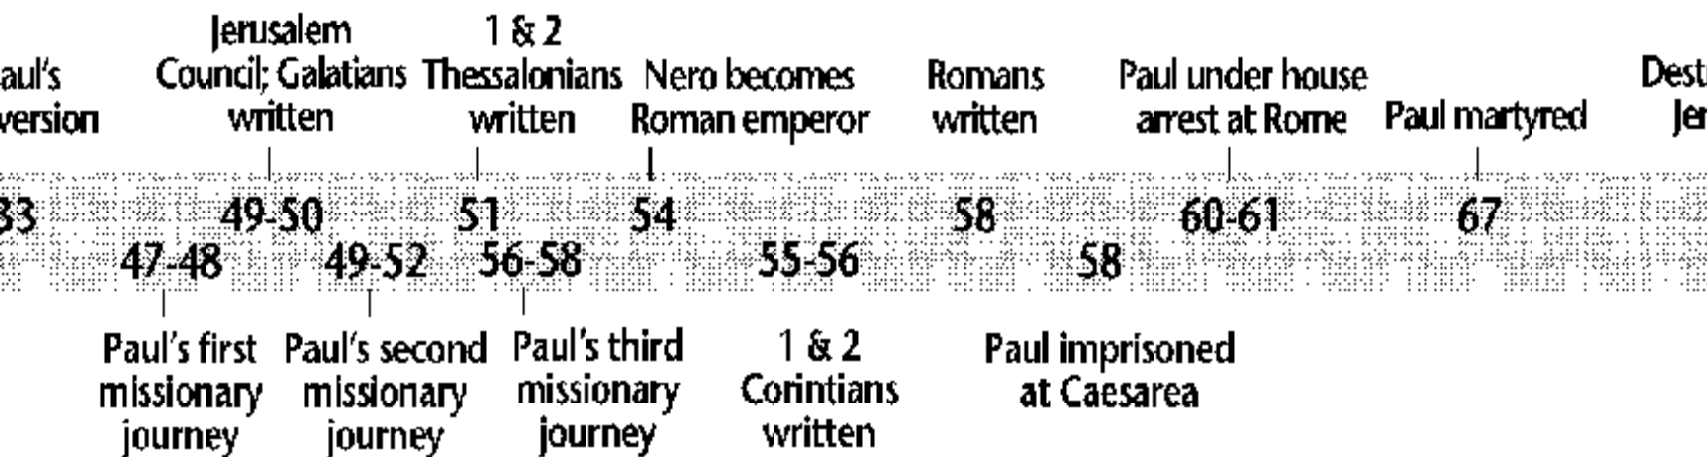 Jerusalem
Council; Galatians
written
1 & 2
Thessalonians
written
Nero becomes
Roman emperor
Romans
written
Paul under house
arrest at Rome
Paul martyred
49-50
51
54
58
60-61
67
47-48
49-52
56-58
55-56
58
Paul's first
missionary
journey
Paul's second
missionary
journey
Paul's third
missionary
journey
1 & 2
Corintians
written
Paul imprisoned
at Caesarea